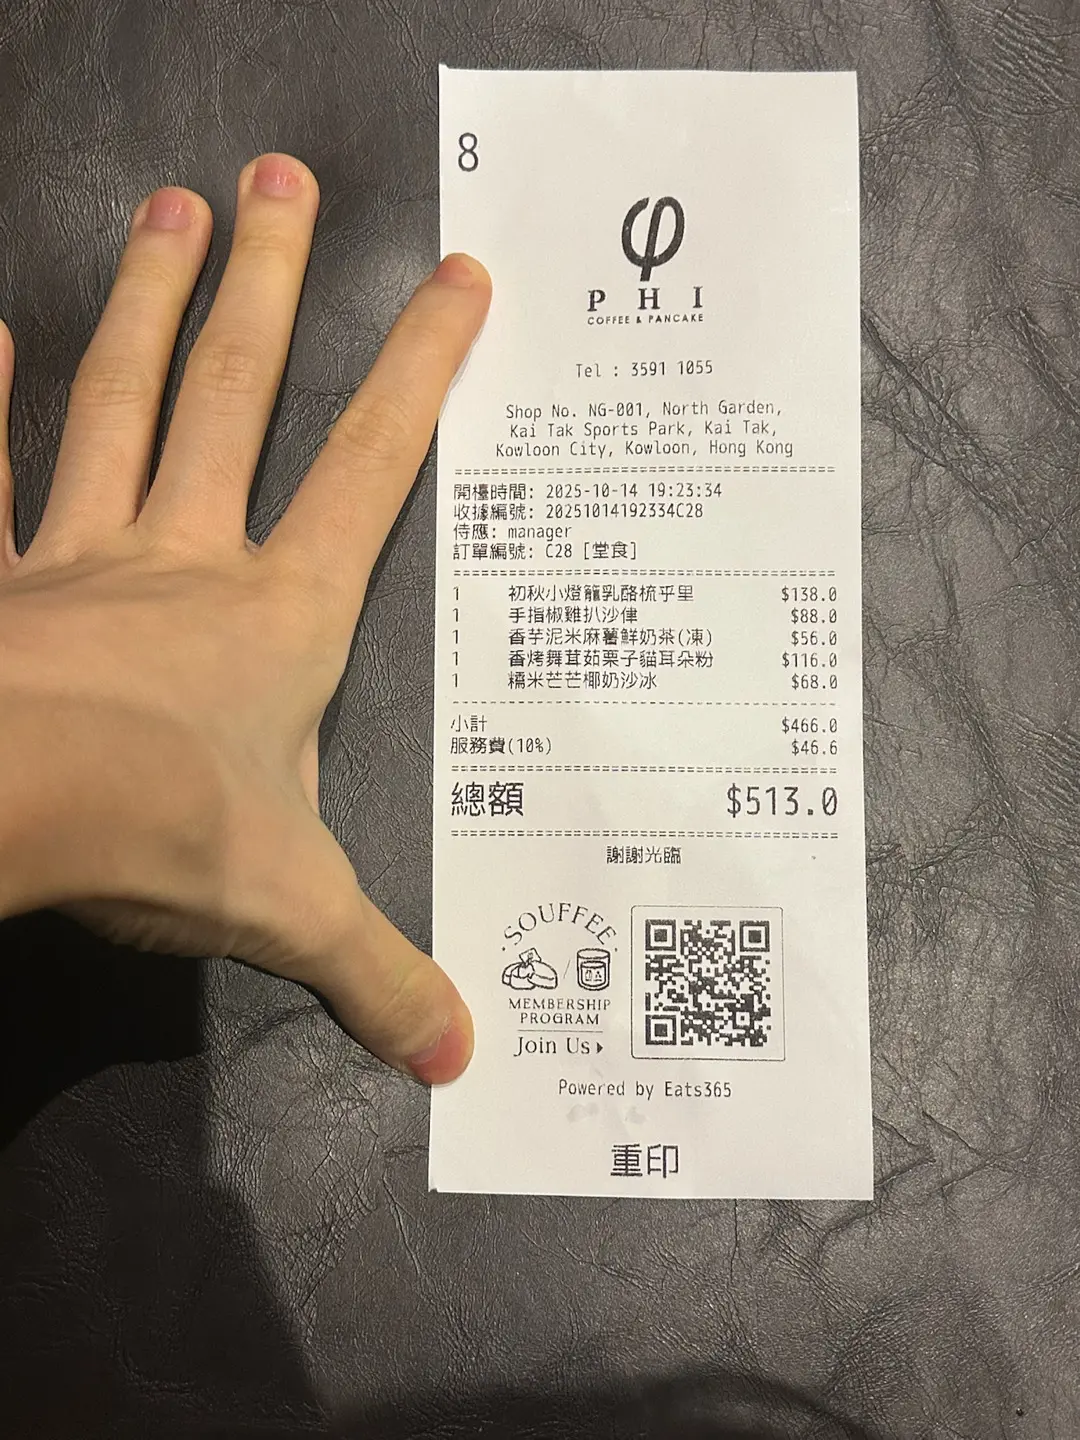 8
φ
PHI
COFFEE & PANCAKE
Tel : 3591 1055
Shop No. NG-001, North Garden,
Kai Tak Sports Park, Kai Tak,
Kowloon City, Kowloon, Hong Kong
開檯時間: 2025-10-14 19:23:34
收據編號: 20251014192334C28
侍應: manager
訂單編號: C28 [堂食]
1 初秋小燈籠乳酪梳乎里 $138.0
1 手指椒雞扒沙律 $88.0
1 香芋泥米麻薯鮮奶茶(凍) $56.0
1 香烤舞茸茹栗子貓耳朵粉 $116.0
1 糯米芒芒椰奶沙冰 $68.0
小計 $466.0
服務費(10%) $46.6
總額 $513.0
謝謝光臨
SOUFFEE
MEMBERSHIP
PROGRAM
Join Us
Powered by Eats365
重印